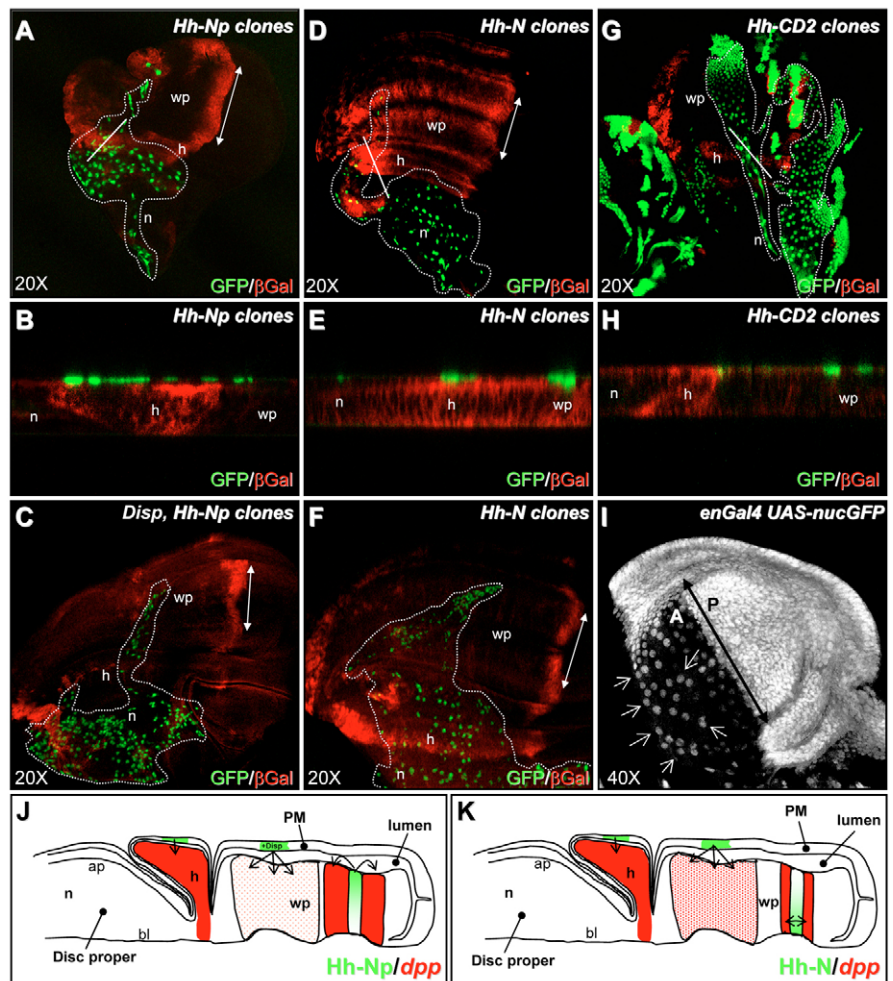 A
Hh-Np clones
wp
h
n
20X
GFP/βGal
D
Hh-N clones
wp
h
n
20X
GFP/βGal
G
Hh-CD2 clones
wp
h
n
20X
GFP/βGal
B
Hh-Np clones
n
h
wp
GFP/βGal
E
Hh-N clones
n
h
wp
GFP/βGal
H
Hh-CD2 clones
n
h
wp
GFP/βGal
C
Disp, Hh-Np clones
wp
h
n
20X
GFP/βGal
F
Hh-N clones
wp
h
n
20X
GFP/βGal
I
enGal4 UAS-nucGFP
P
A
40X
J
PM
lumen
+Disp
ap
h
n
wp
bl
Disc proper
Hh-Np/dpp
K
PM
lumen
ap
h
n
wp
bl
Disc proper
Hh-N/dpp